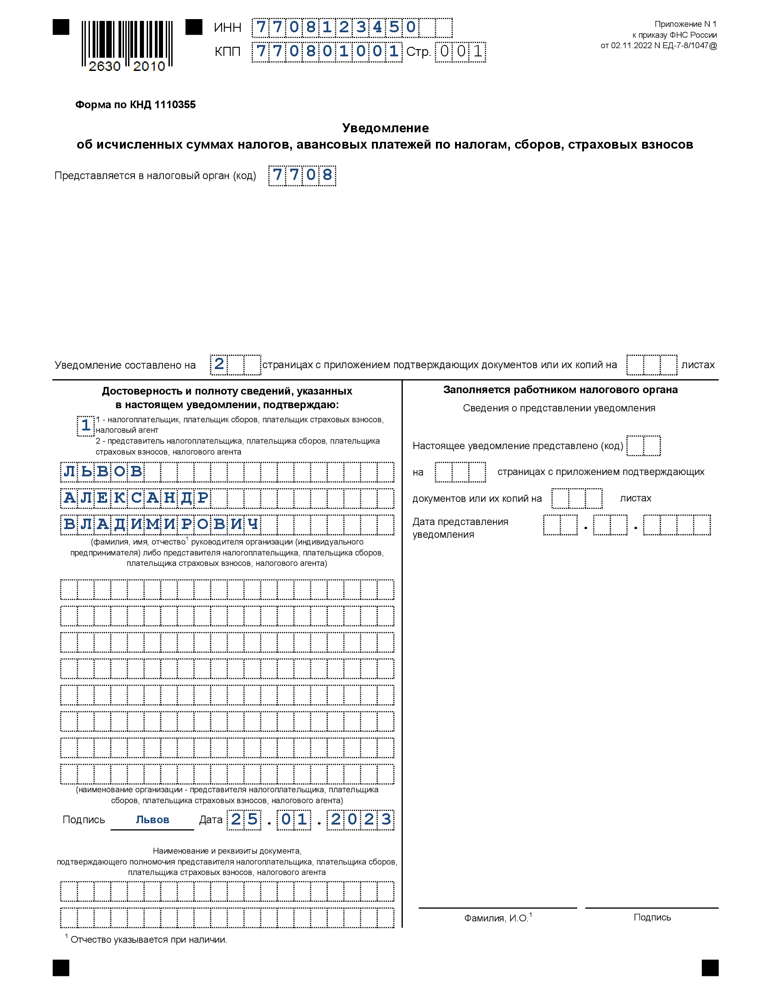 ИНН 7708123450
Приложение N 1
к приказу ФНС России
от 02.11.2022 N ЕД-7-8/1047@
КПП 770801001 Стр. 001
2630 2010
Форма по КНД 1110355
Уведомление
об исчисленных суммах налогов, авансовых платежей по налогам, сборов, страховых взносов
Представляется в налоговый орган (код) 7708
Уведомление составлено на 2 страницах с приложением подтверждающих документов или их копий на листах
Достоверность и полноту сведений, указанных
в настоящем уведомлении, подтверждаю:
1 1 - налогоплательщик, плательщик сборов, плательщик страховых взносов,
налоговый агент
2 - представитель налогоплательщика, плательщика сборов, плательщика
страховых взносов, налогового агента
ЛЬВОВ
АЛЕКСАНДР
ВЛАДИМИРОВИЧ
(фамилия, имя, отчество1 руководителя организации (индивидуального
предпринимателя) либо представителя налогоплательщика, плательщика сборов,
плательщика страховых взносов, налогового агента)
(наименование организации - представителя налогоплательщика, плательщика
сборов, плательщика страховых взносов, налогового агента)
Подпись Львов Дата 25.01.2023
Наименование и реквизиты документа,
подтверждающего полномочия представителя налогоплательщика, плательщика сборов,
плательщика страховых взносов, налогового агента
Заполняется работником налогового органа
Сведения о представлении уведомления
Настоящее уведомление представлено (код)
на страницах с приложением подтверждающих
документов или их копий на листах
Дата представления
уведомления . .
Фамилия, И.О.1
Подпись
1 Отчество указывается при наличии.